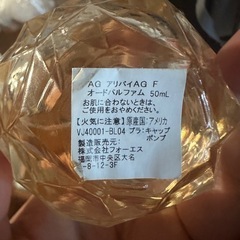 AG アリバイAG F
オードパルファム 50mL
お肌に合わないときは、
ご使用をおやめください。
【火気に注意】原産国:アメリカ
VJ40001-BL04 プラ:キャップ
ポンプ
製造販売元:
株式会社フォーエス
福岡市中央区大名
-8-12-3F